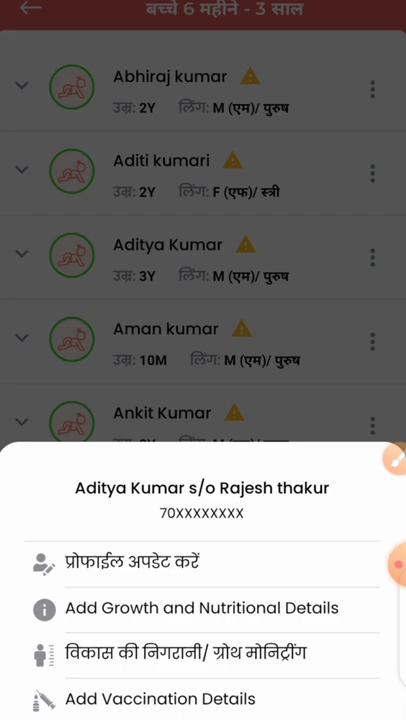 बच्चे 6 महीने - 3 साल
Abhiraj kumar
उम्र: 2Y लिंग: M (एम)/ पुरुष
Aditi kumari
उम्र: 2Y लिंग: F (एफ)/ स्त्री
Aditya Kumar
उम्र: 3Y लिंग: M (एम)/ पुरुष
Aman kumar
उम्र: 10M लिंग: M (एम)/ पुरुष
Ankit Kumar
Aditya Kumar s/o Rajesh thakur
70XXXXXXXX
प्रोफाईल अपडेट करें
Add Growth and Nutritional Details
विकास की निगरानी/ ग्रोथ मोनिट्रींग
Add Vaccination Details